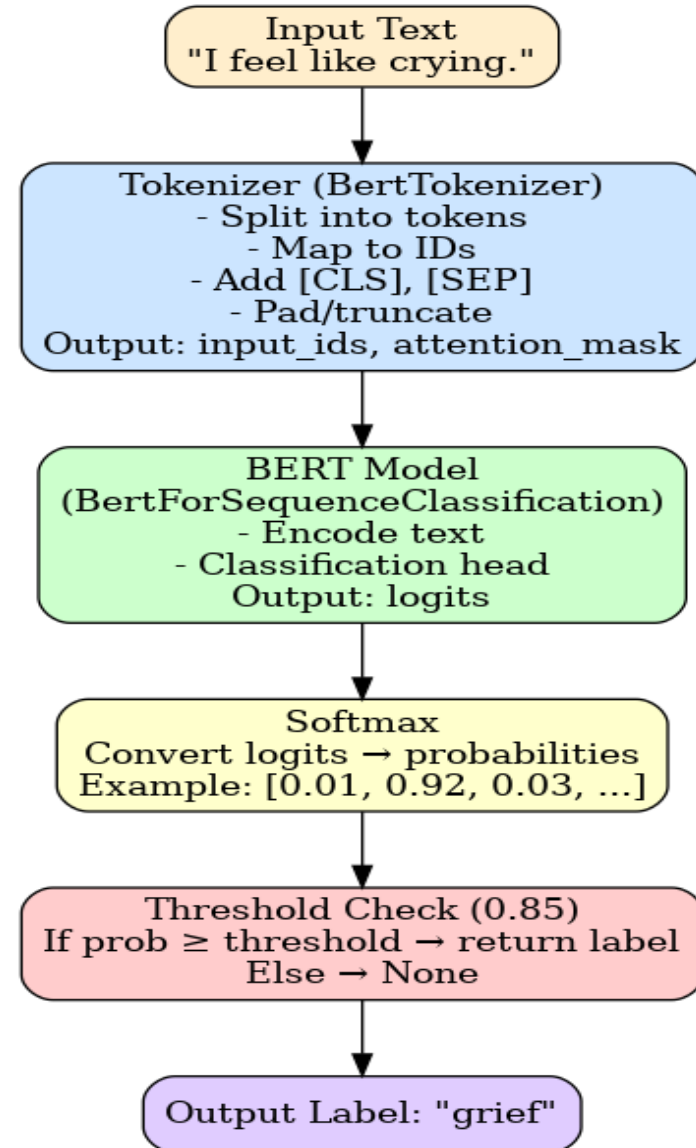 Input Text
"I feel like crying."
Tokenizer (BertTokenizer)
- Split into tokens
- Map to IDs
- Add [CLS], [SEP]
- Pad/truncate
Output: input_ids, attention_mask
BERT Model
(BertForSequenceClassification)
- Encode text
- Classification head
Output: logits
Softmax
Convert logits → probabilities
Example: [0.01, 0.92, 0.03, ...]
Threshold Check (0.85)
If prob ≥ threshold → return label
Else → None
Output Label: "grief"